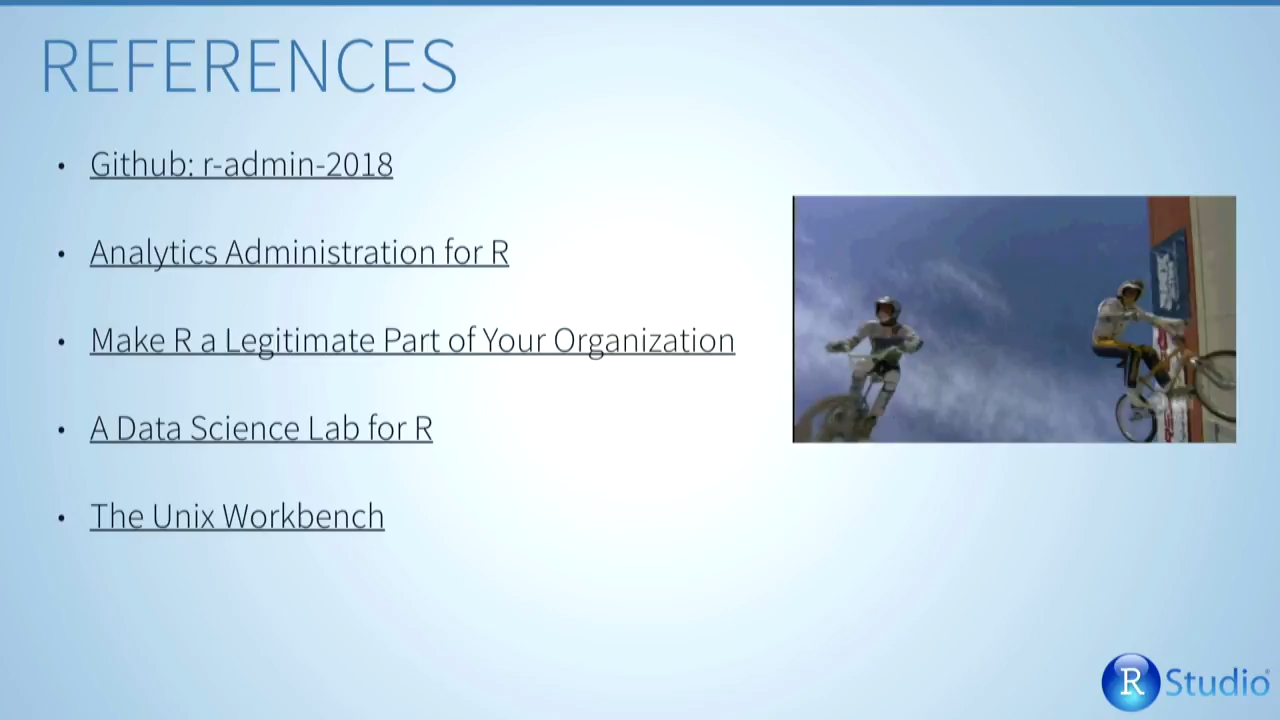 REFERENCES
• Github: r-admin-2018
• Analytics Administration for R
• Make R a Legitimate Part of Your Organization
• A Data Science Lab for R
• The Unix Workbench
R Studio